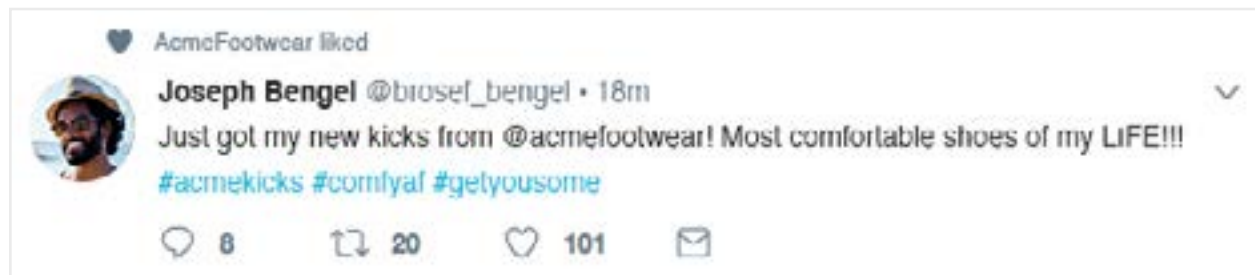 AcmeFootwear liked
Joseph Bengel @brosef_bengel • 18m
Just got my new kicks from @acmefootwear! Most comfortable shoes of my LIFE!!!
#acmekicks #comfyaf #getyousome
8 20 101